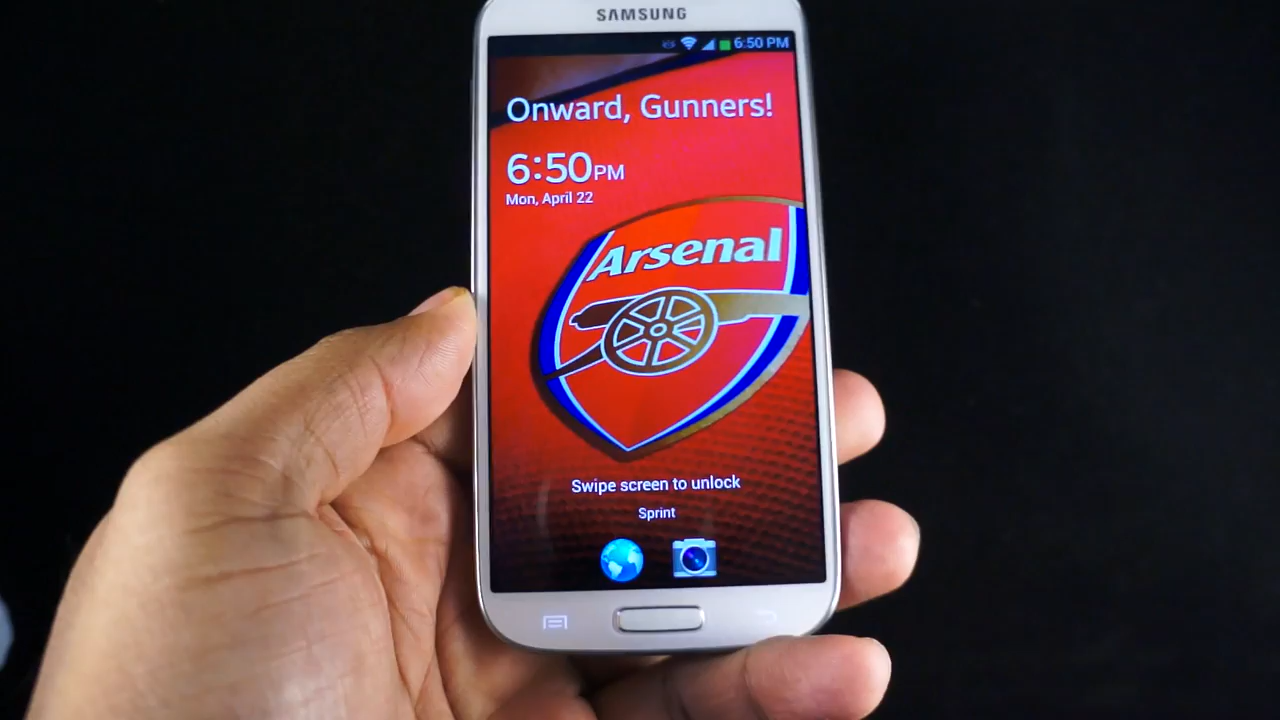 SAMSUNG
6:50 PM
Onward, Gunners!
6:50PM
Mon, April 22
Arsenal
Swipe screen to unlock
Sprint